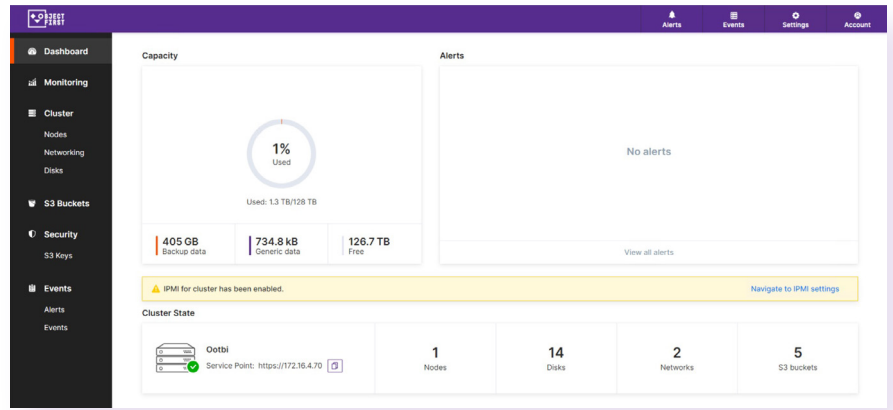 OBJECT FIRST
Alerts
Events
Settings
Account
Dashboard
Monitoring
Cluster
Nodes
Networking
Disks
S3 Buckets
Security
S3 Keys
Events
Alerts
Events
Capacity
1%
Used
Used: 1.3 TB/128 TB
405 GB
Backup data
734.8 kB
Generic data
126.7 TB
Free
Alerts
No alerts
View all alerts
IPMI for cluster has been enabled.
Navigate to IPMI settings
Cluster State
Ootbi
Service Point: https://172.16.4.70
1
Nodes
14
Disks
2
Networks
5
S3 buckets